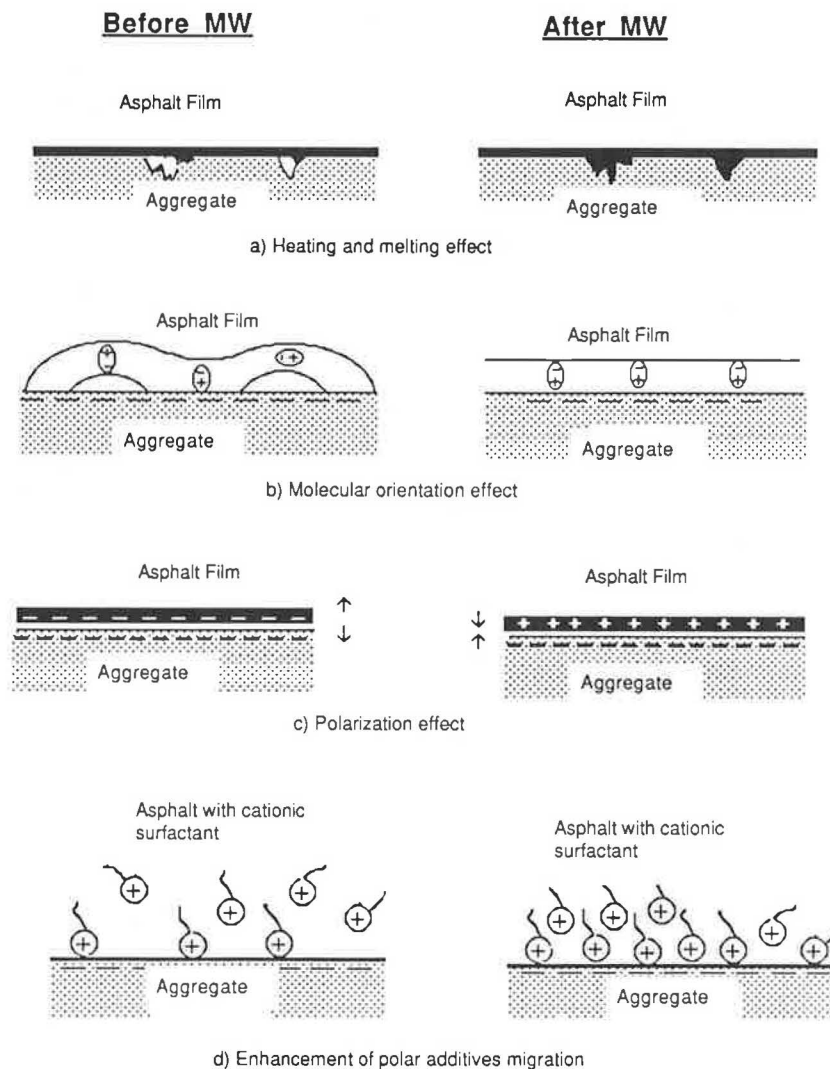 Before MW
After MW
Asphalt Film
Asphalt Film
Aggregate
Aggregate
a) Heating and melting effect
Asphalt Film
Asphalt Film
Aggregate
Aggregate
b) Molecular orientation effect
Asphalt Film
Asphalt Film
Aggregate
Aggregate
c) Polarization effect
Asphalt with cationic
surfactant
Asphalt with cationic
surfactant
Aggregate
Aggregate
d) Enhancement of polar additives migration